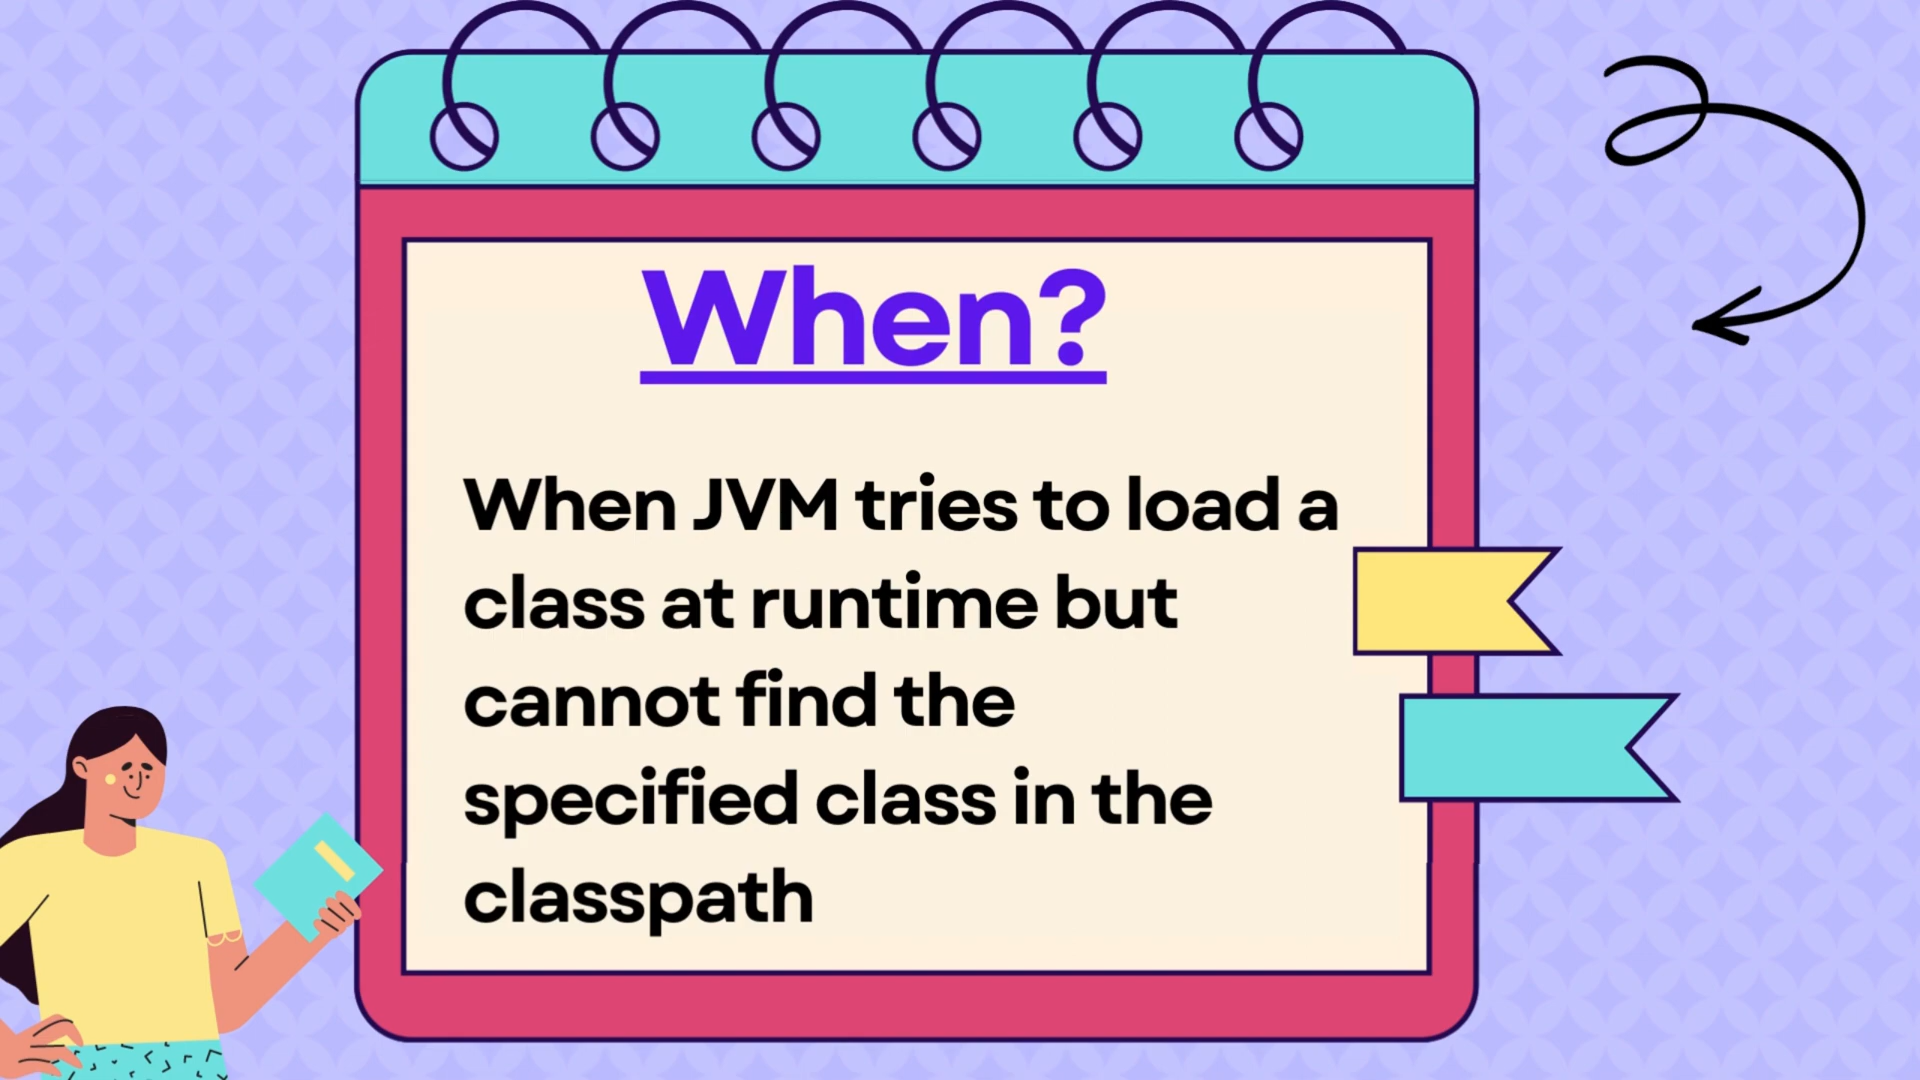 When?
When JVM tries to load a
class at runtime but
cannot find the
specified class in the
classpath